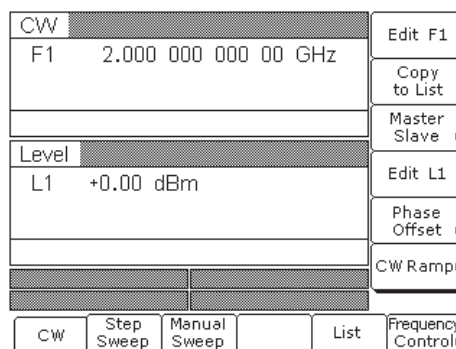 CW
F1 2.000 000 000 00 GHz
Level
L1 +0.00 dBm
Edit F1
Copy
to List
Master
Slave
Edit L1
Phase
Offset
CW Ramp
CW
Step
Sweep
Manual
Sweep
List
Frequency
Control